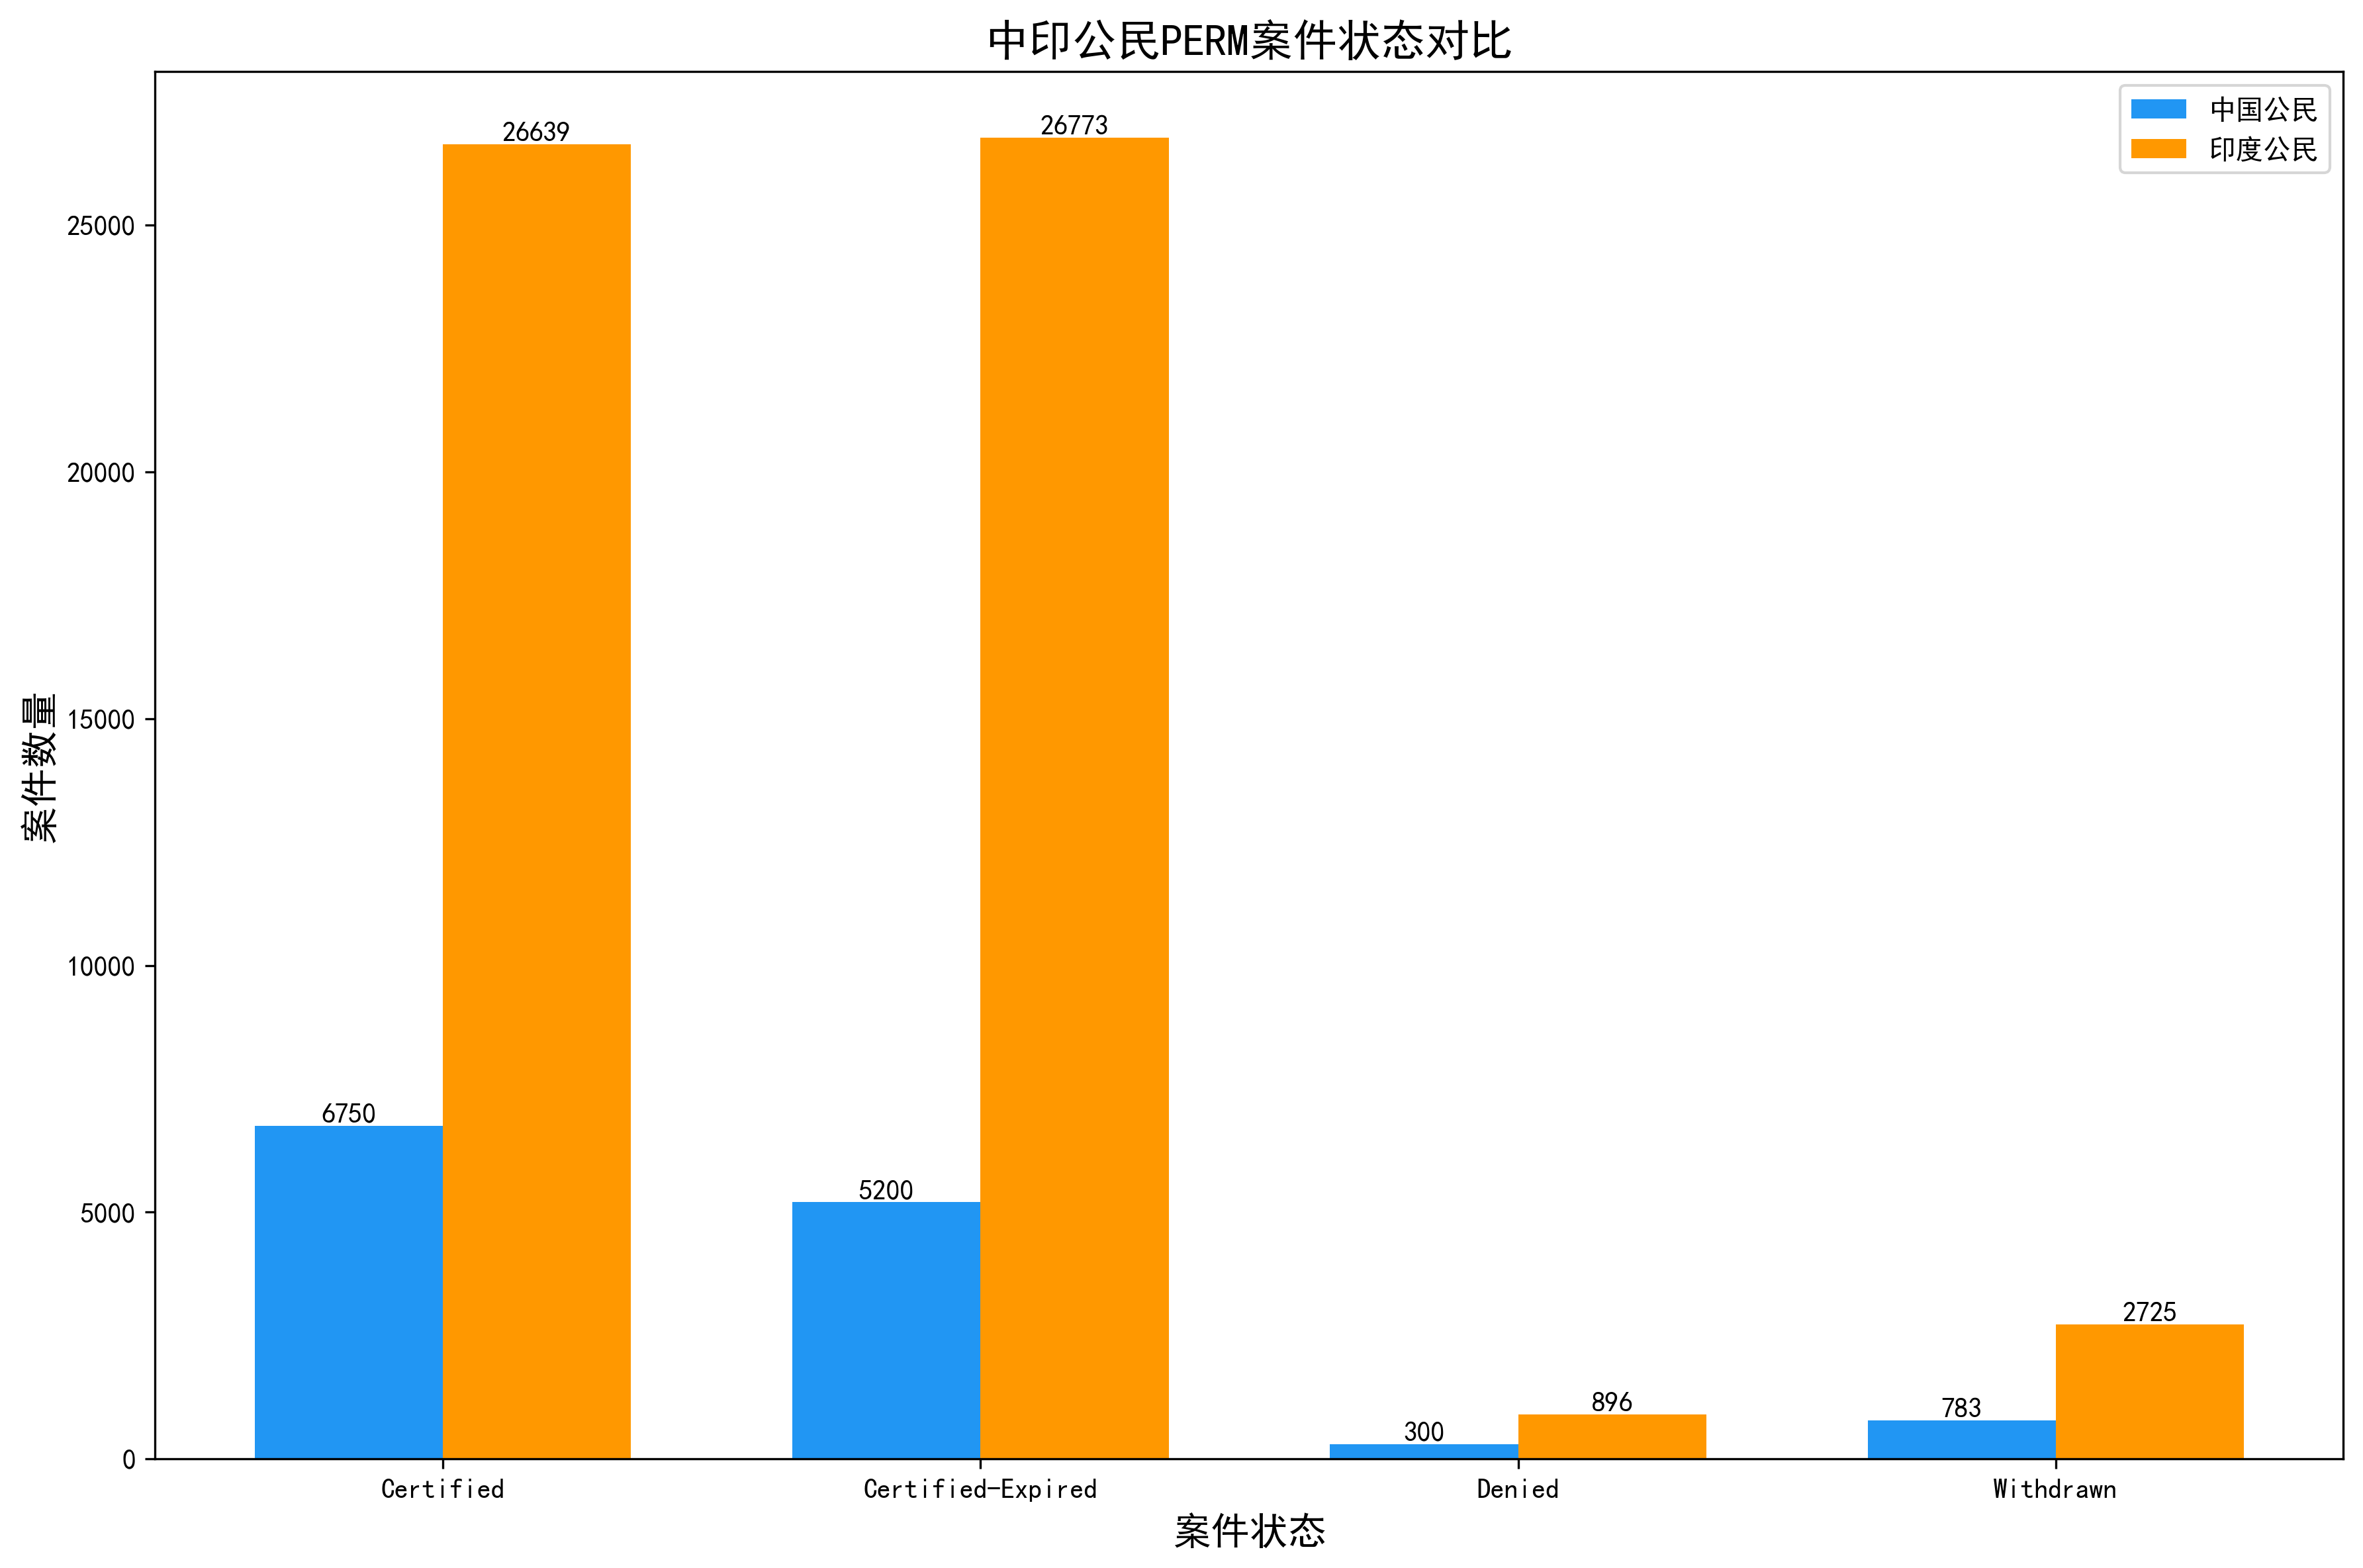 中印公民PERM案件状态对比
中国公民
印度公民
案件数量
25000
20000
15000
10000
5000
0
26639
26773
6750
5200
300
896
783
2725
Certified
Certified-Expired
Denied
Withdrawn
案件状态